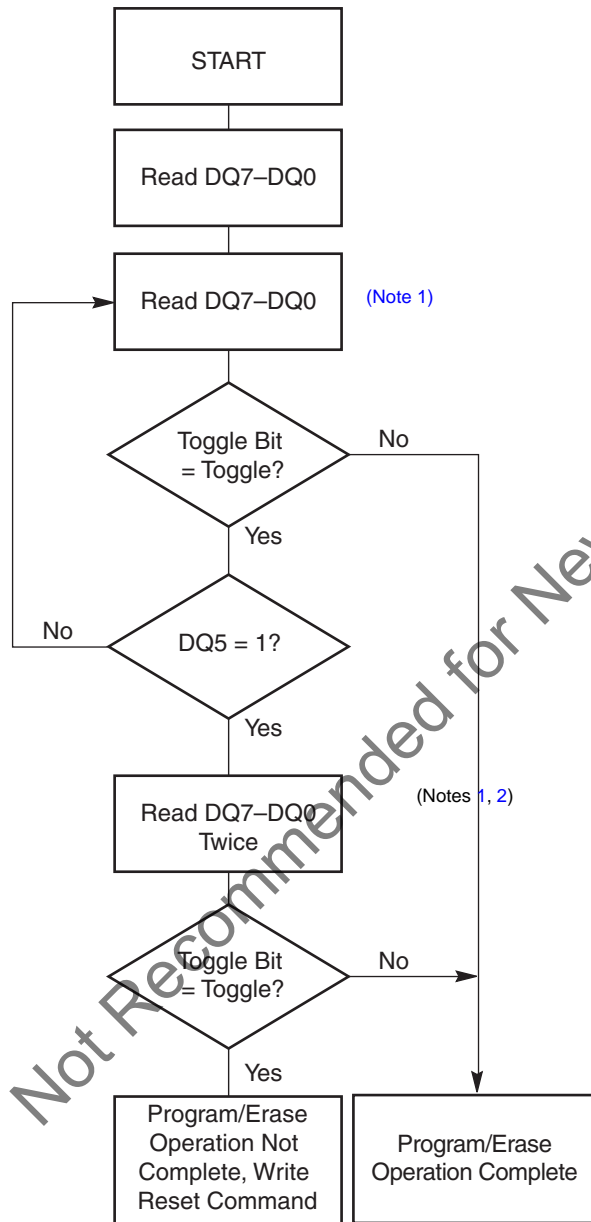 START
Read DQ7–DQ0
Read DQ7–DQ0
(Note 1)
Toggle Bit
= Toggle?
No
Yes
No
DQ5 = 1?
Yes
Read DQ7–DQ0
Twice
(Notes 1, 2)
Toggle Bit
= Toggle?
No
Yes
Program/Erase
Operation Not
Complete, Write
Reset Command
Program/Erase
Operation Complete
Not Recommended for